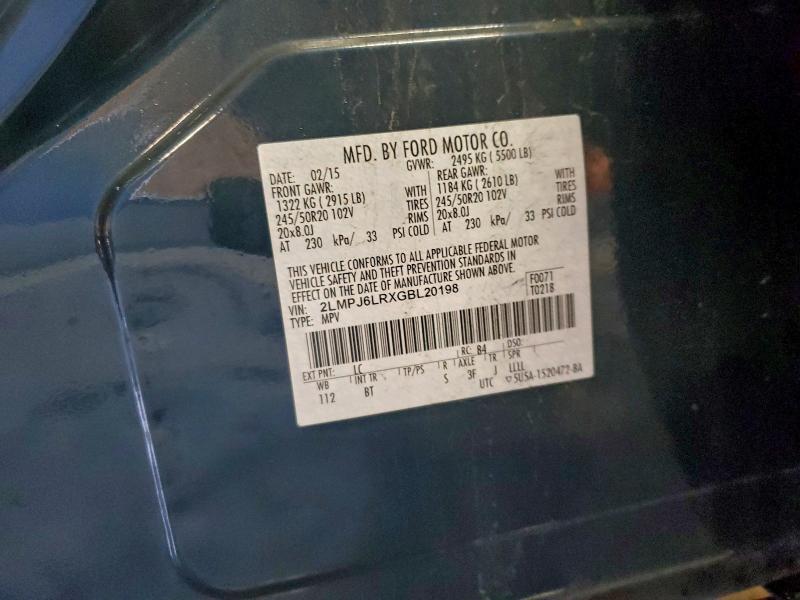 MFD. BY FORD MOTOR CO.
DATE: 02/15 GVWR: 2495 KG ( 5500 LB)
FRONT GAWR: REAR GAWR:
1322 KG ( 2915 LB) WITH 1184 KG ( 2610 LB) WITH
245/50R20 102V TIRES 245/50R20 102V TIRES
20x8.0J RIMS 20x8.0J RIMS
AT 230 kPa/ 33 PSI COLD AT 230 kPa/ 33 PSI COLD
THIS VEHICLE CONFORMS TO ALL APPLICABLE FEDERAL MOTOR
VEHICLE SAFETY AND THEFT PREVENTION STANDARDS IN
EFFECT ON THE DATE OF MANUFACTURE SHOWN ABOVE.
VIN: 2LMPJ6LRXGBL20198 F0071
TYPE: MPV T0218
EXT PNT: LC RC: B4 DSO:
WB INT TR TP/PS R AXLE TR SPR
112 BT S 3F J LLLL
UTC 5U5A-1520472-BA